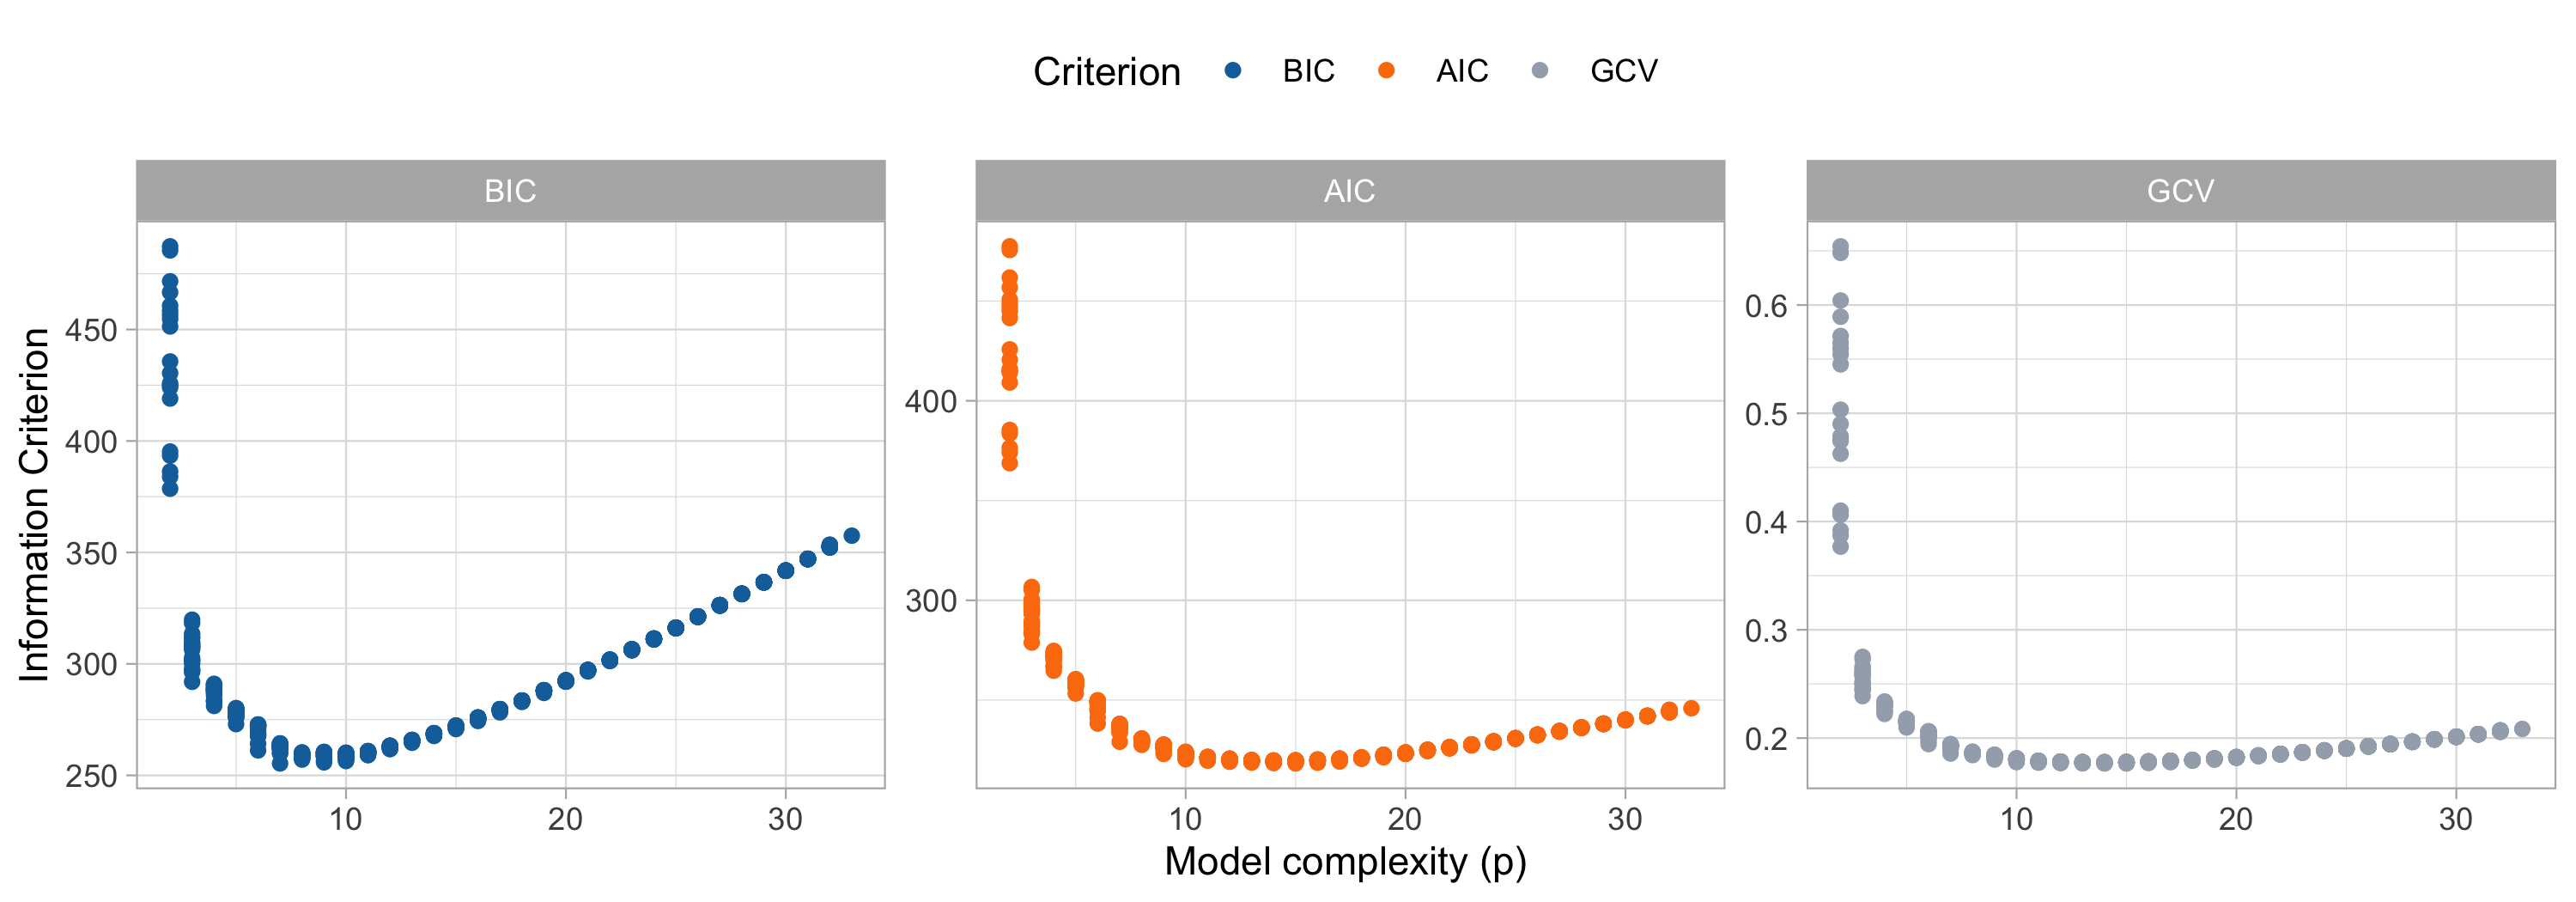 Criterion BIC AIC GCV
BIC AIC GCV
Information Criterion
450
400
350
300
250
400
300
0.6
0.5
0.4
0.3
0.2
10 20 30 10 20 30 10 20 30
Model complexity (p)